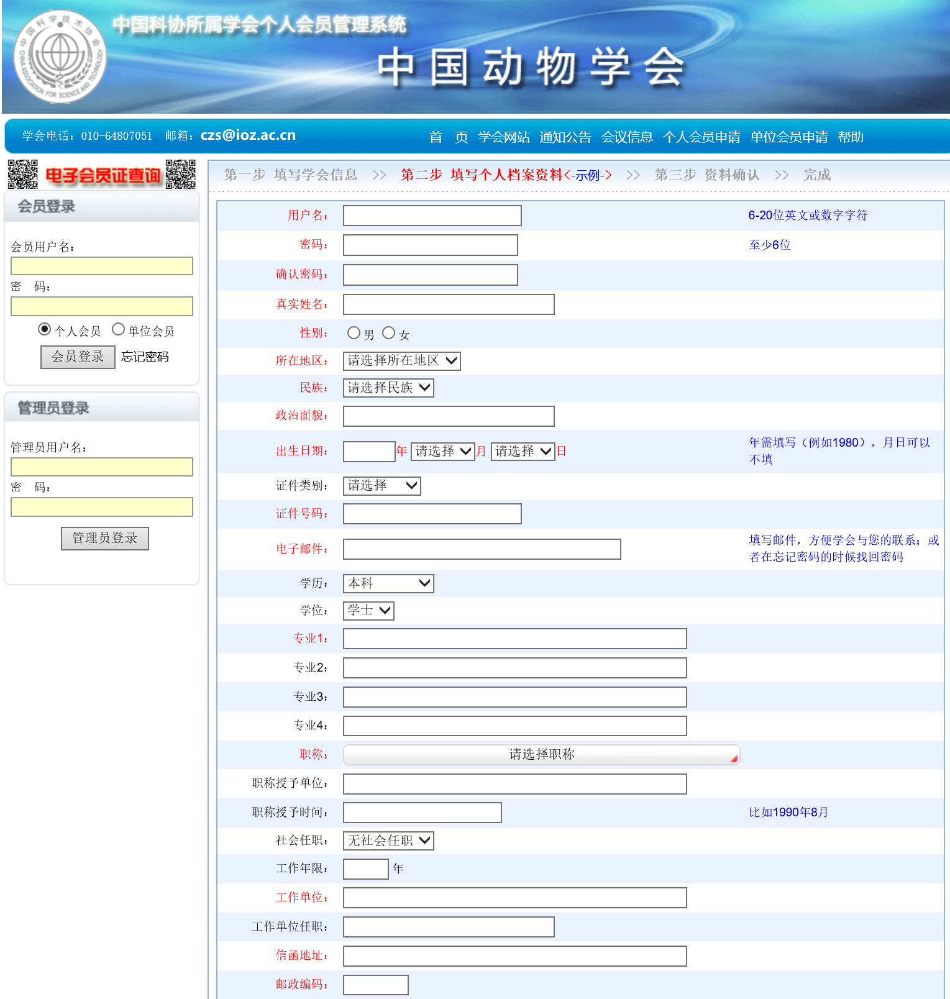 中国科学技术协会
CHINA ASSOCIATION FOR SCIENCE AND TECHNOLOGY
中国科协所属学会个人会员管理系统
中国动物学会
学会电话：010-64807051 邮箱：czs@ioz.ac.cn
首 页 学会网站 通知公告 会议信息 个人会员申请 单位会员申请 帮助
电子会员证查询
会员登录
会员用户名：
密 码：
个人会员 单位会员
会员登录 忘记密码
管理员登录
管理员用户名：
密 码：
管理员登录
第一步 填写学会信息 >> 第二步 填写个人档案资料<-示例-> >> 第三步 资料确认 >> 完成
用户名： 6-20位英文或数字字符
密码： 至少6位
确认密码：
真实姓名：
性别： 男 女
所在地区： 请选择所在地区
民族： 请选择民族
政治面貌：
出生日期： 年 请选择 月 请选择 日 年需填写（例如1980），月日可以
不填
证件类别： 请选择
证件号码：
电子邮件： 填写邮件，方便学会与您的联系；或
者在忘记密码的时候找回密码
学历： 本科
学位： 学士
专业1：
专业2：
专业3：
专业4：
职称： 请选择职称
职称授予单位：
职称授予时间： 比如1990年8月
社会任职： 无社会任职
工作年限： 年
工作单位：
工作单位任职：
信函地址：
邮政编码：